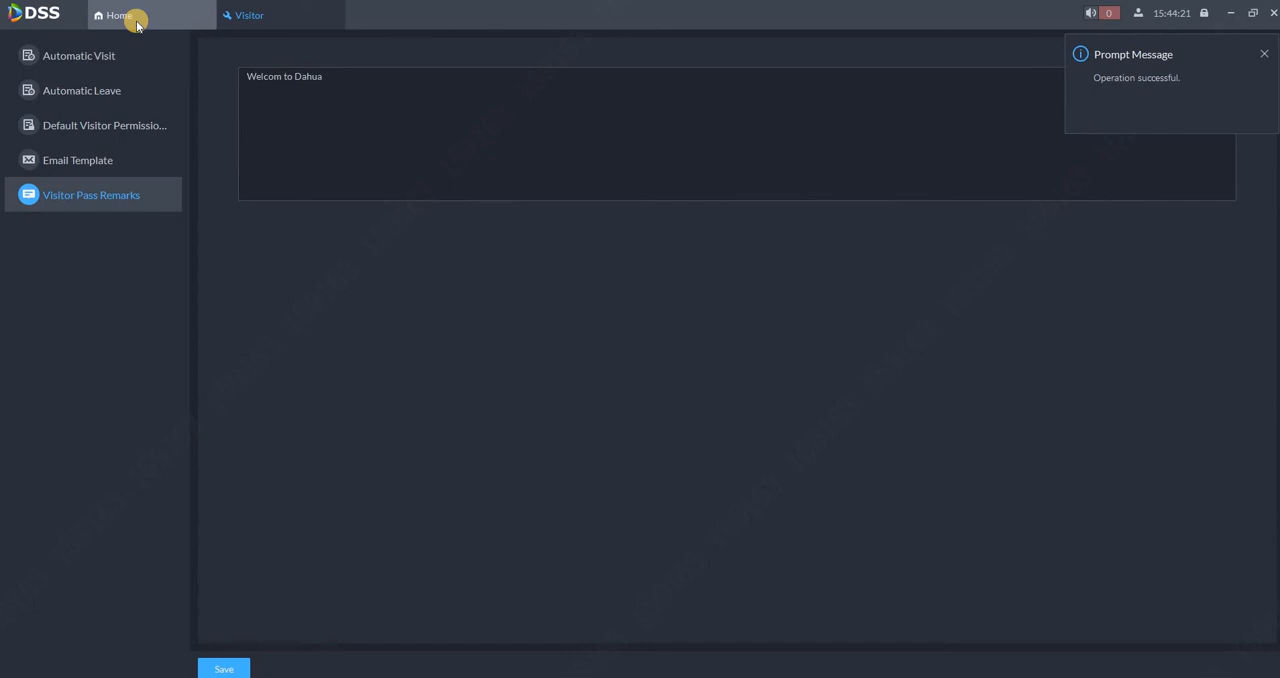 DSS
Home
Visitor
0
15:44:21
Automatic Visit
Automatic Leave
Default Visitor Permissio...
Email Template
Visitor Pass Remarks
Welcom to Dahua
Prompt Message
Operation successful.
Save